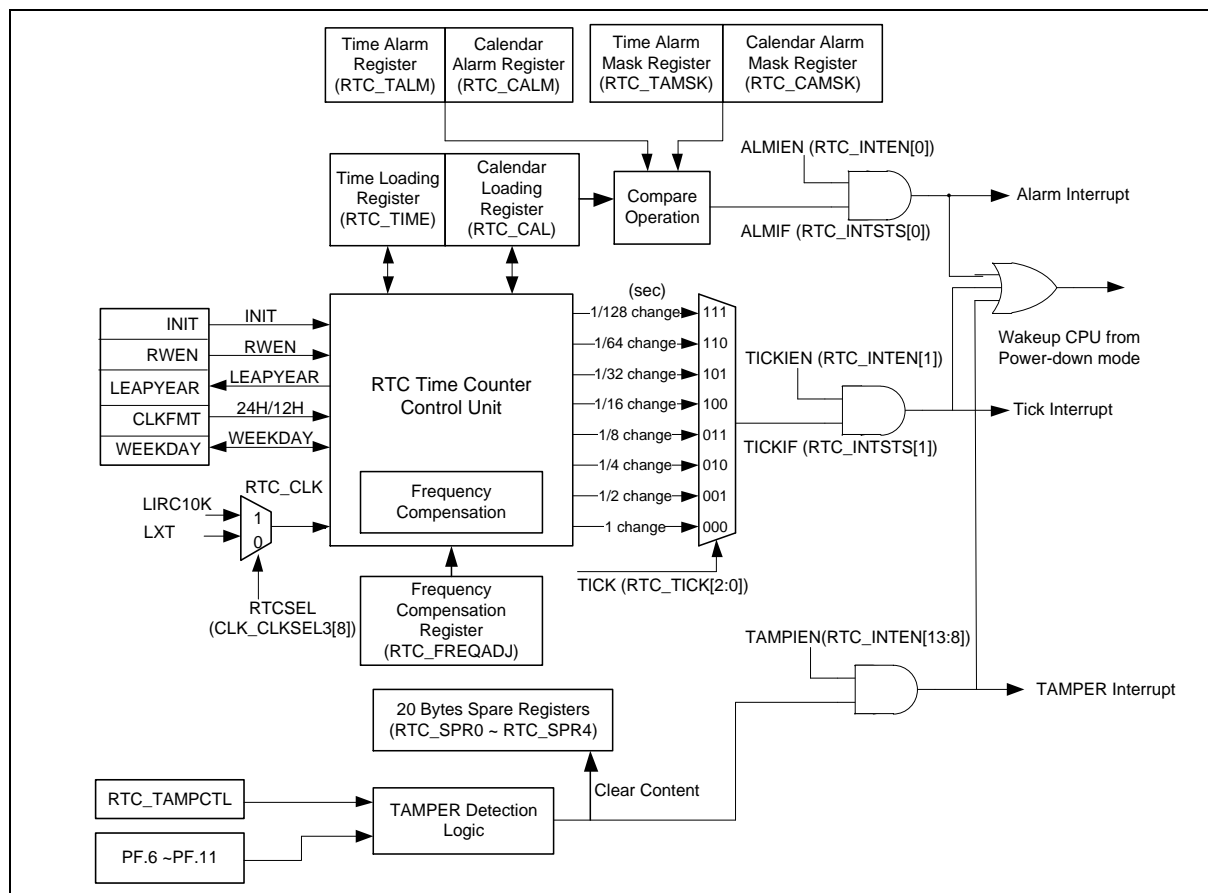 Time Alarm
Register
(RTC_TALM)
Calendar
Alarm Register
(RTC_CALM)
Time Alarm
Mask Register
(RTC_TAMSK)
Calendar Alarm
Mask Register
(RTC_CAMSK)
ALMIEN (RTC_INTEN[0])
Time Loading
Register
(RTC_TIME)
Calendar
Loading
Register
(RTC_CAL)
Compare
Operation
Alarm Interrupt
ALMIF (RTC_INTSTS[0])
INIT
RWEN
LEAPYEAR
CLKFMT
WEEKDAY
INIT
RWEN
LEAPYEAR
24H/12H
WEEKDAY
RTC Time Counter
Control Unit
Frequency
Compensation
(sec)
1/128 change
1/64 change
1/32 change
1/16 change
1/8 change
1/4 change
1/2 change
1 change
111
110
101
100
011
010
001
000
Wakeup CPU from
Power-down mode
TICKIEN (RTC_INTEN[1])
Tick Interrupt
TICKIF (RTC_INTSTS[1])
RTC_CLK
LIRC10K
LXT
1
0
RTCSEL
(CLK_CLKSEL3[8])
TICK (RTC_TICK[2:0])
Frequency
Compensation
Register
(RTC_FREQADJ)
TAMPIEN(RTC_INTEN[13:8])
TAMPER Interrupt
20 Bytes Spare Registers
(RTC_SPR0 ~ RTC_SPR4)
Clear Content
RTC_TAMPCTL
TAMPER Detection
Logic
PF.6 ~PF.11